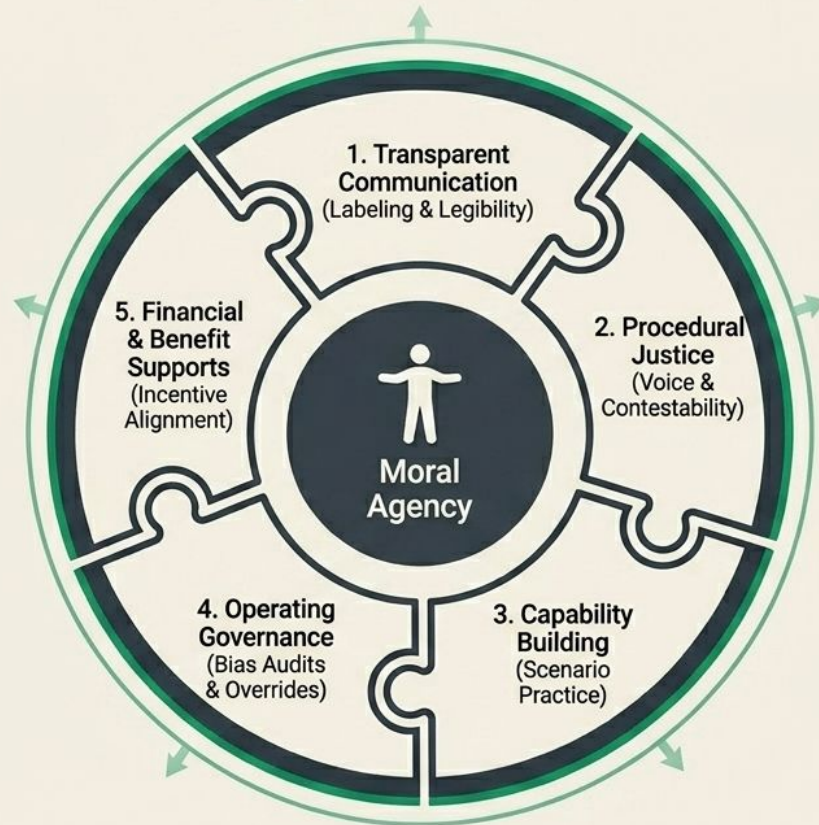 1. Transparent
Communication
(Labeling & Legibility)
2. Procedural
Justice
(Voice &
Contestability)
3. Capability
Building
(Scenario
Practice)
4. Operating
Governance
(Bias Audits
& Overrides)
5. Financial
& Benefit
Supports
(Incentive
Alignment)
Moral
Agency